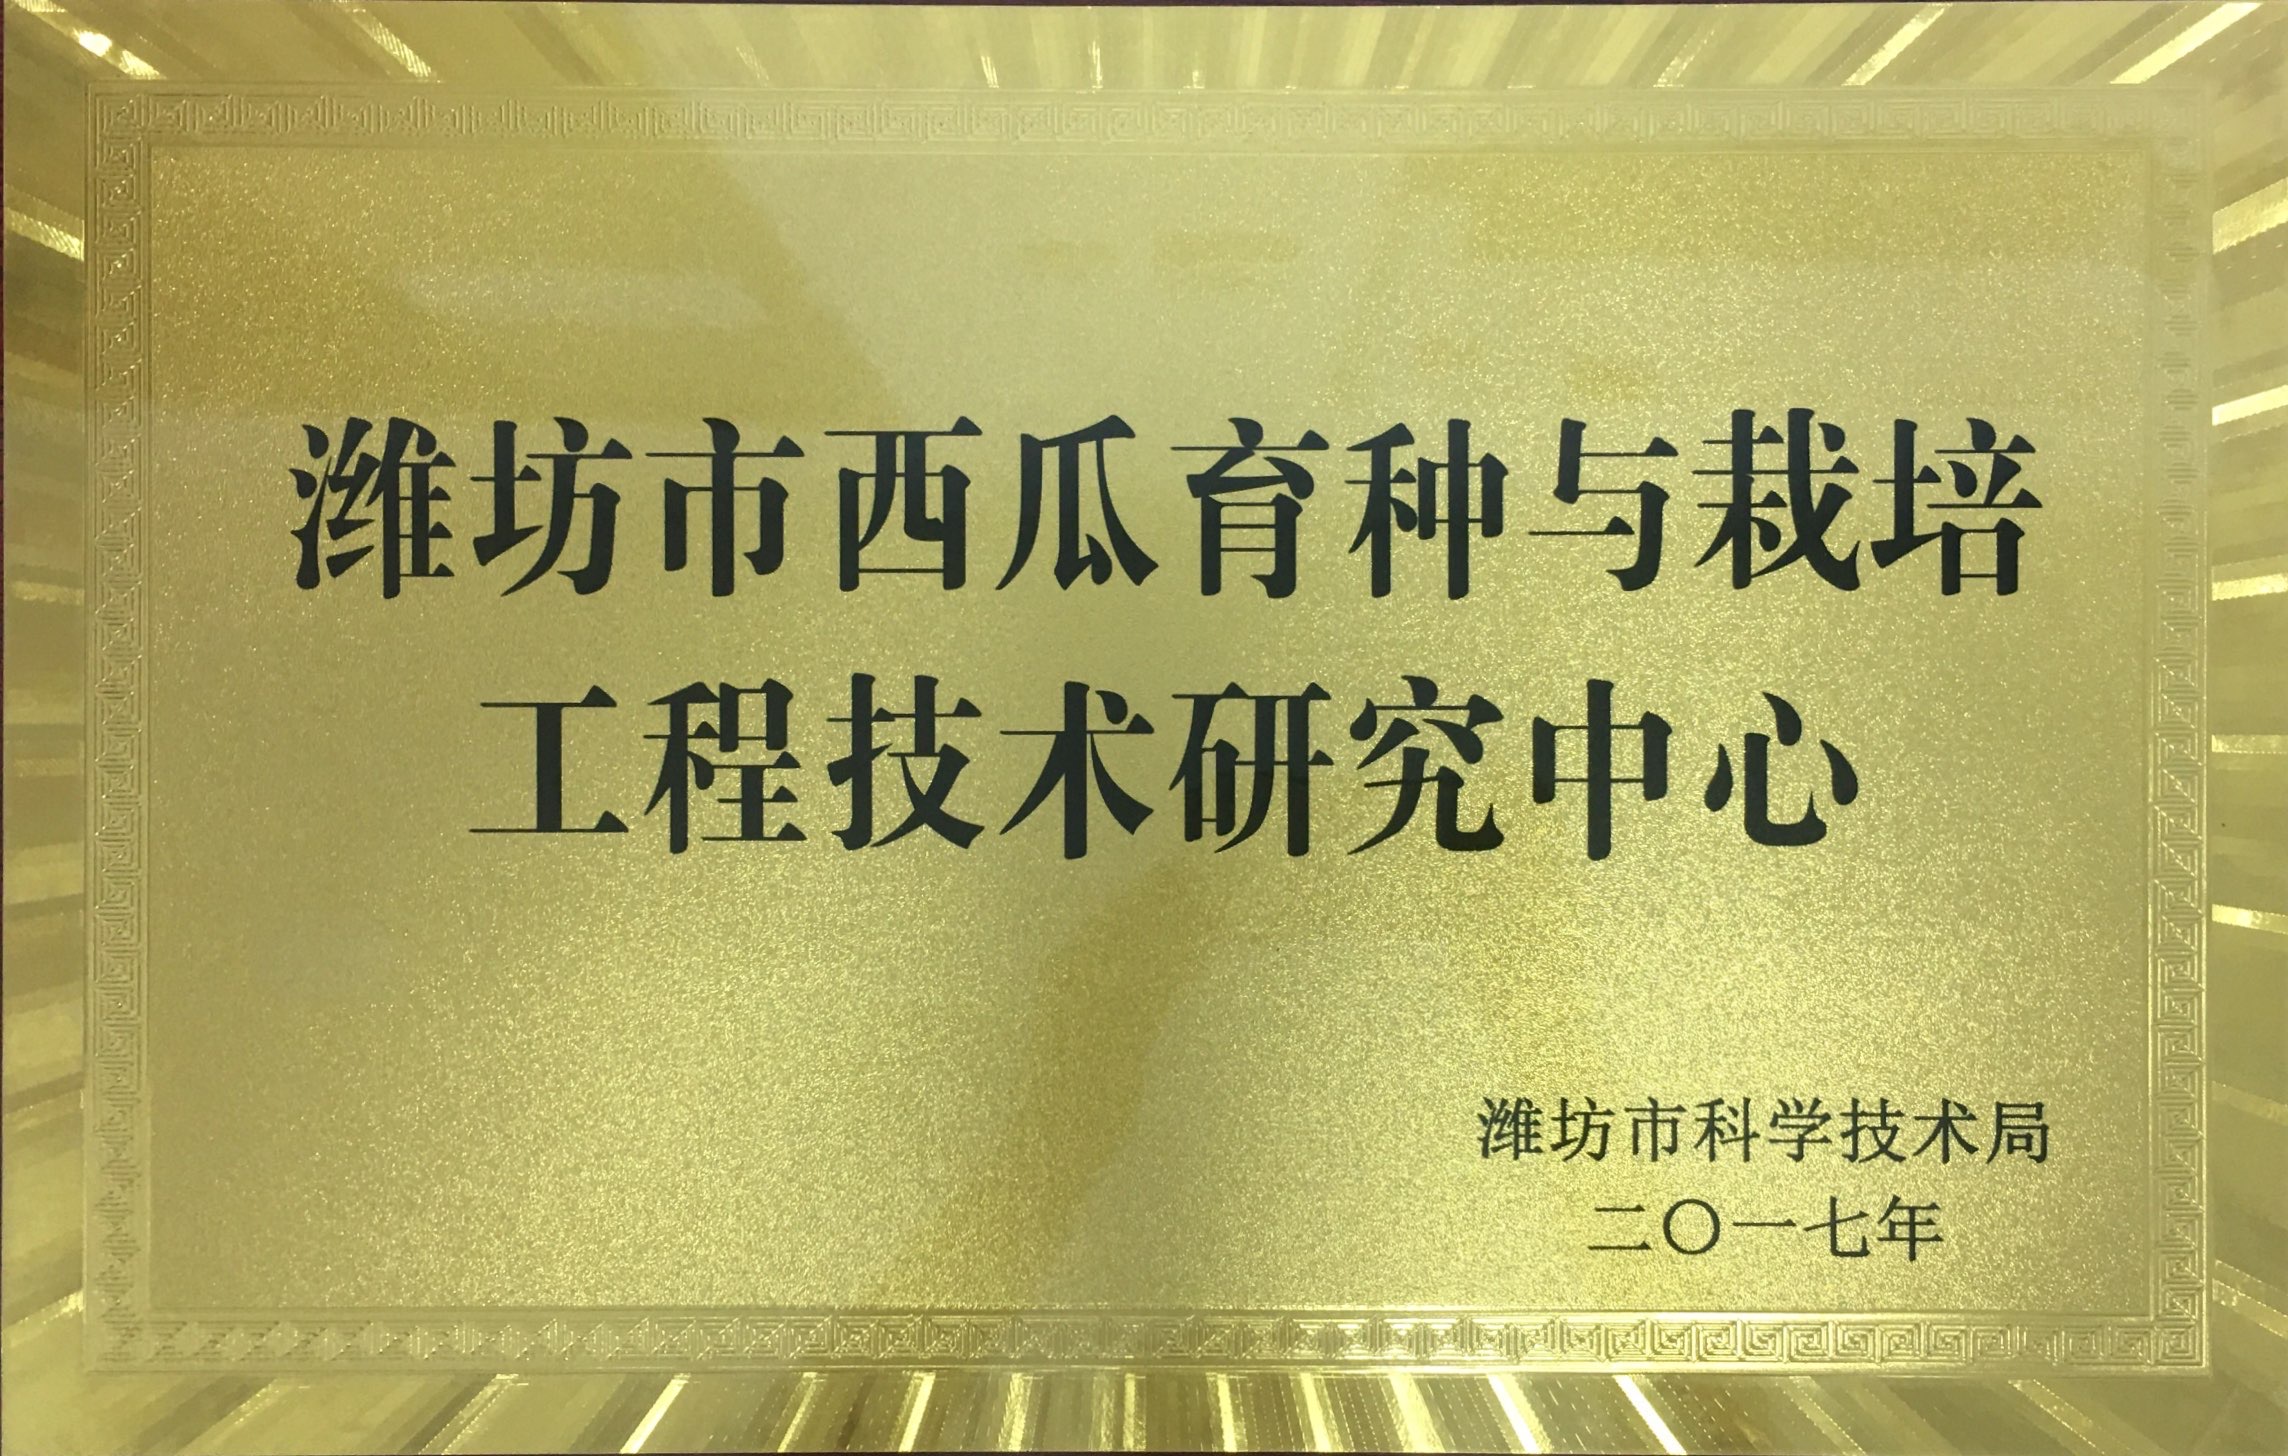 潍坊市西瓜育种与栽培
工程技术研究中心
潍坊市科学技术局
二〇一七年